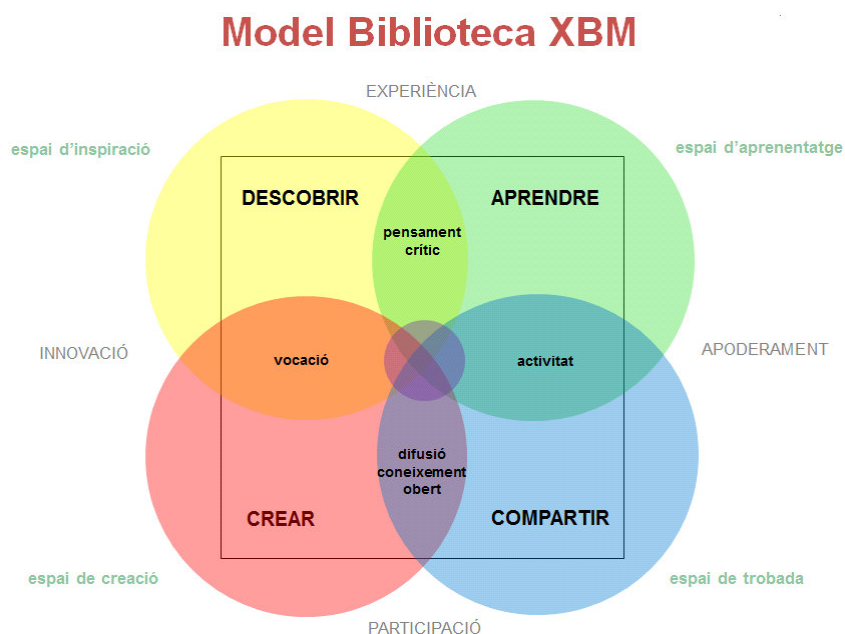 Model Biblioteca XBM
EXPERIÈNCIA
espai d'inspiració
espai d'aprenentatge
DESCOBRIR
APRENDRE
pensament
crític
INNOVACIÓ
vocació
activitat
APODERAMENT
difusió
coneixement
obert
CREAR
COMPARTIR
espai de creació
espai de trobada
PARTICIPACIÓ